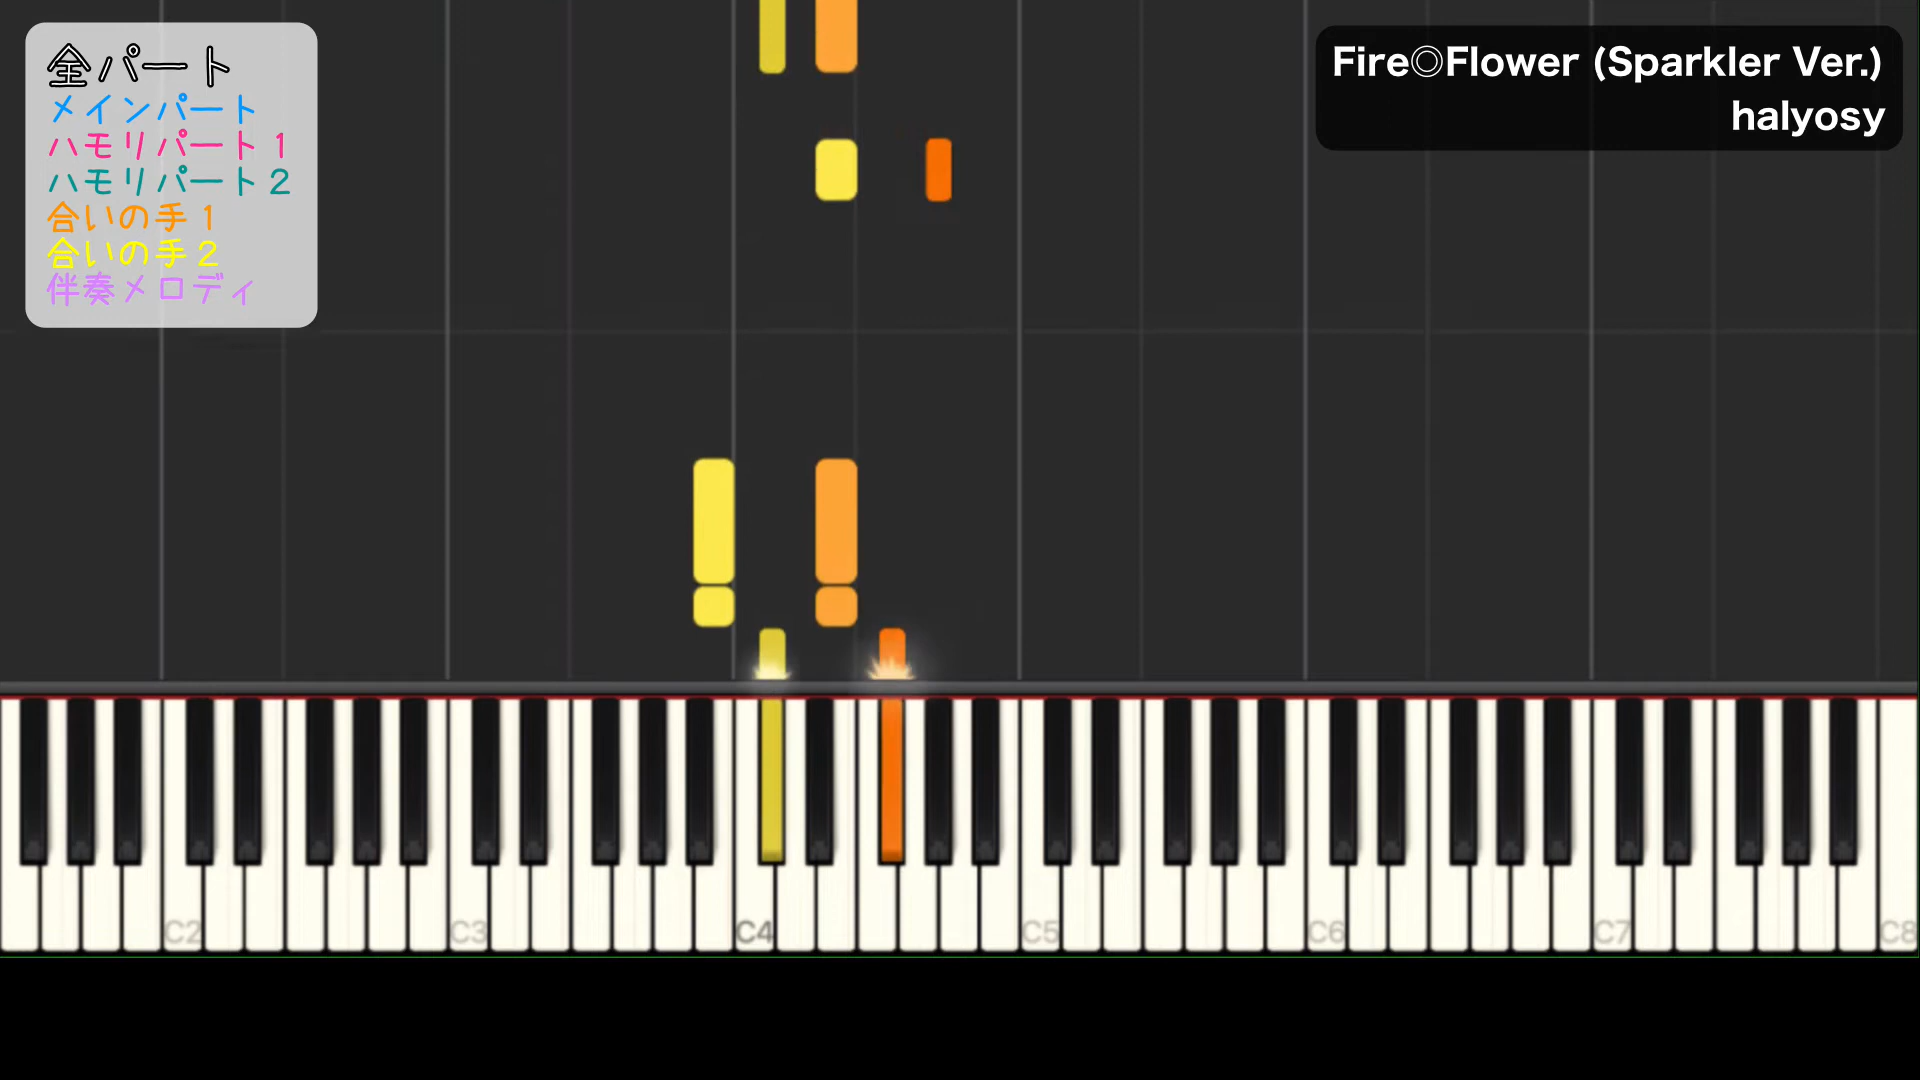 全パート
メインパート
ハモリパート 1
ハモリパート 2
合いの手 1
合いの手 2
伴奏メロディ
Fire◎Flower (Sparkler Ver.)
halyosy
C2 C3 C4 C5 C6 C7 C8